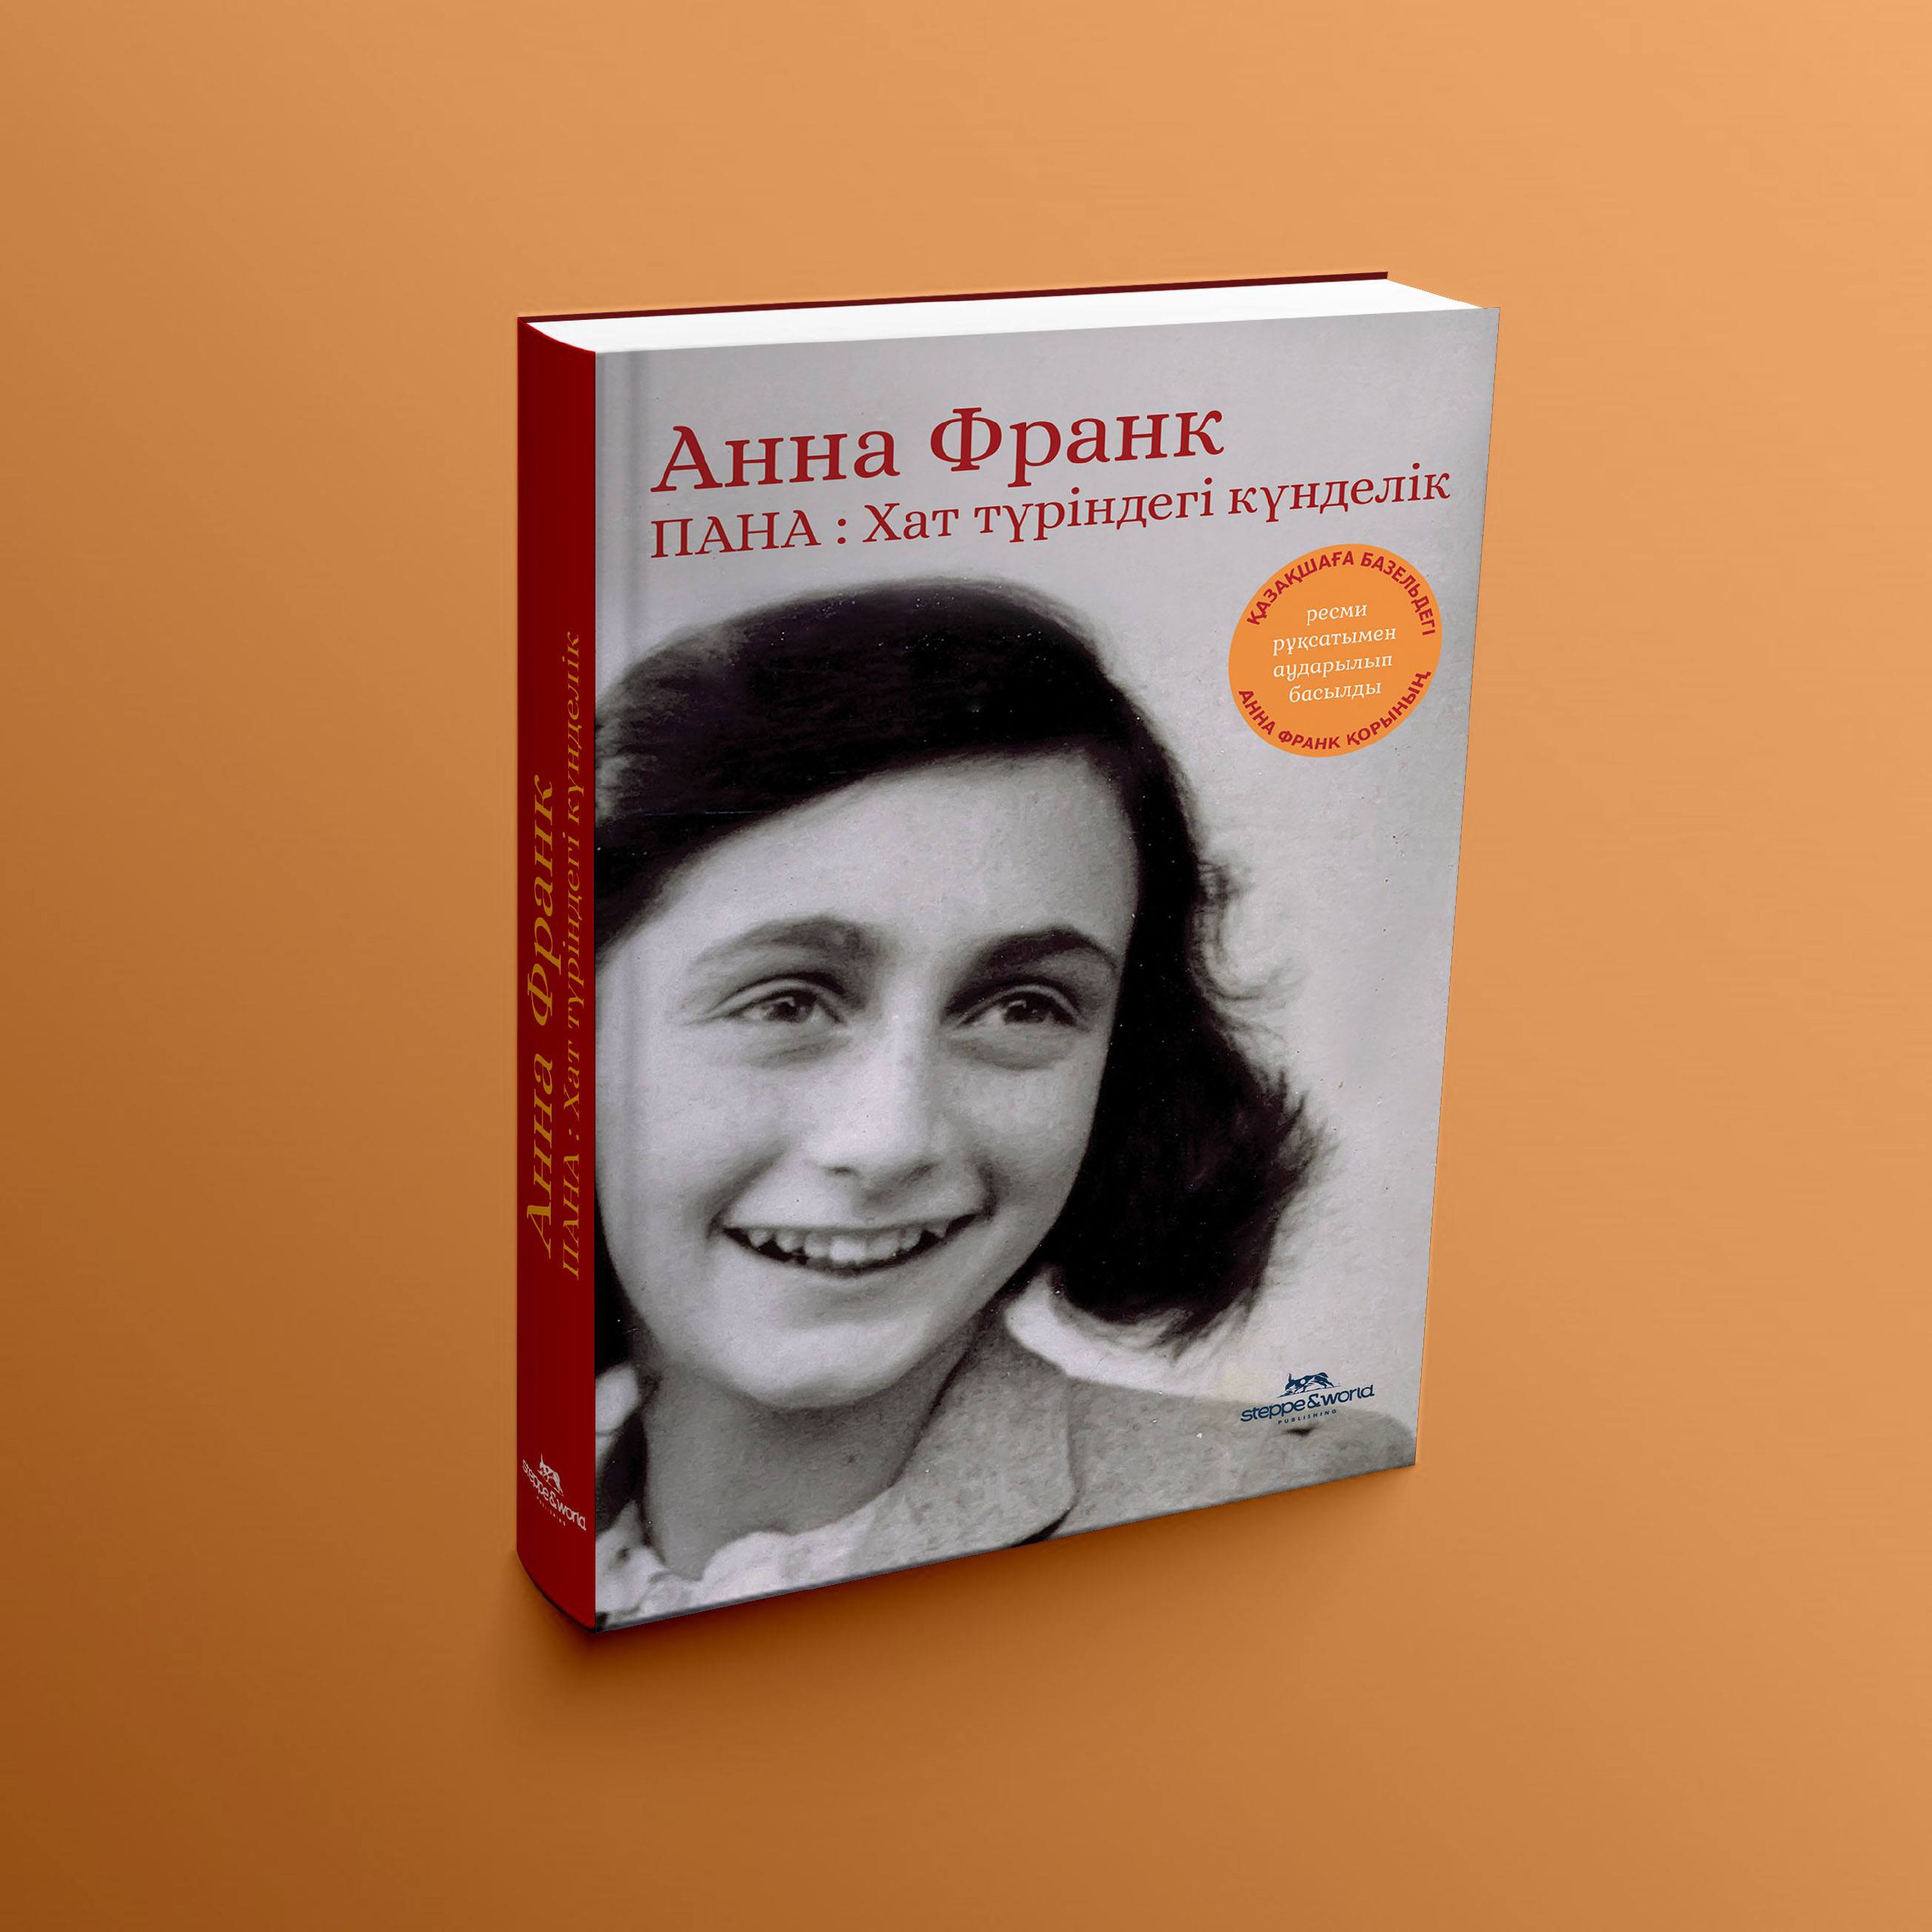 Анна Франк
ПАНА : Хат түріндегі күнделік
ҚАЗАҚШАҒА БАЗЕЛЬДЕГІ
ресми
рұқсатымен
аударылып
басылды
АННА ФРАНК ҚОРЫНЫҢ
steppe&world
PUBLISHING
Анна Франк
ПАНА : Хат түріндегі күнделік
steppe&world
PUBLISHING